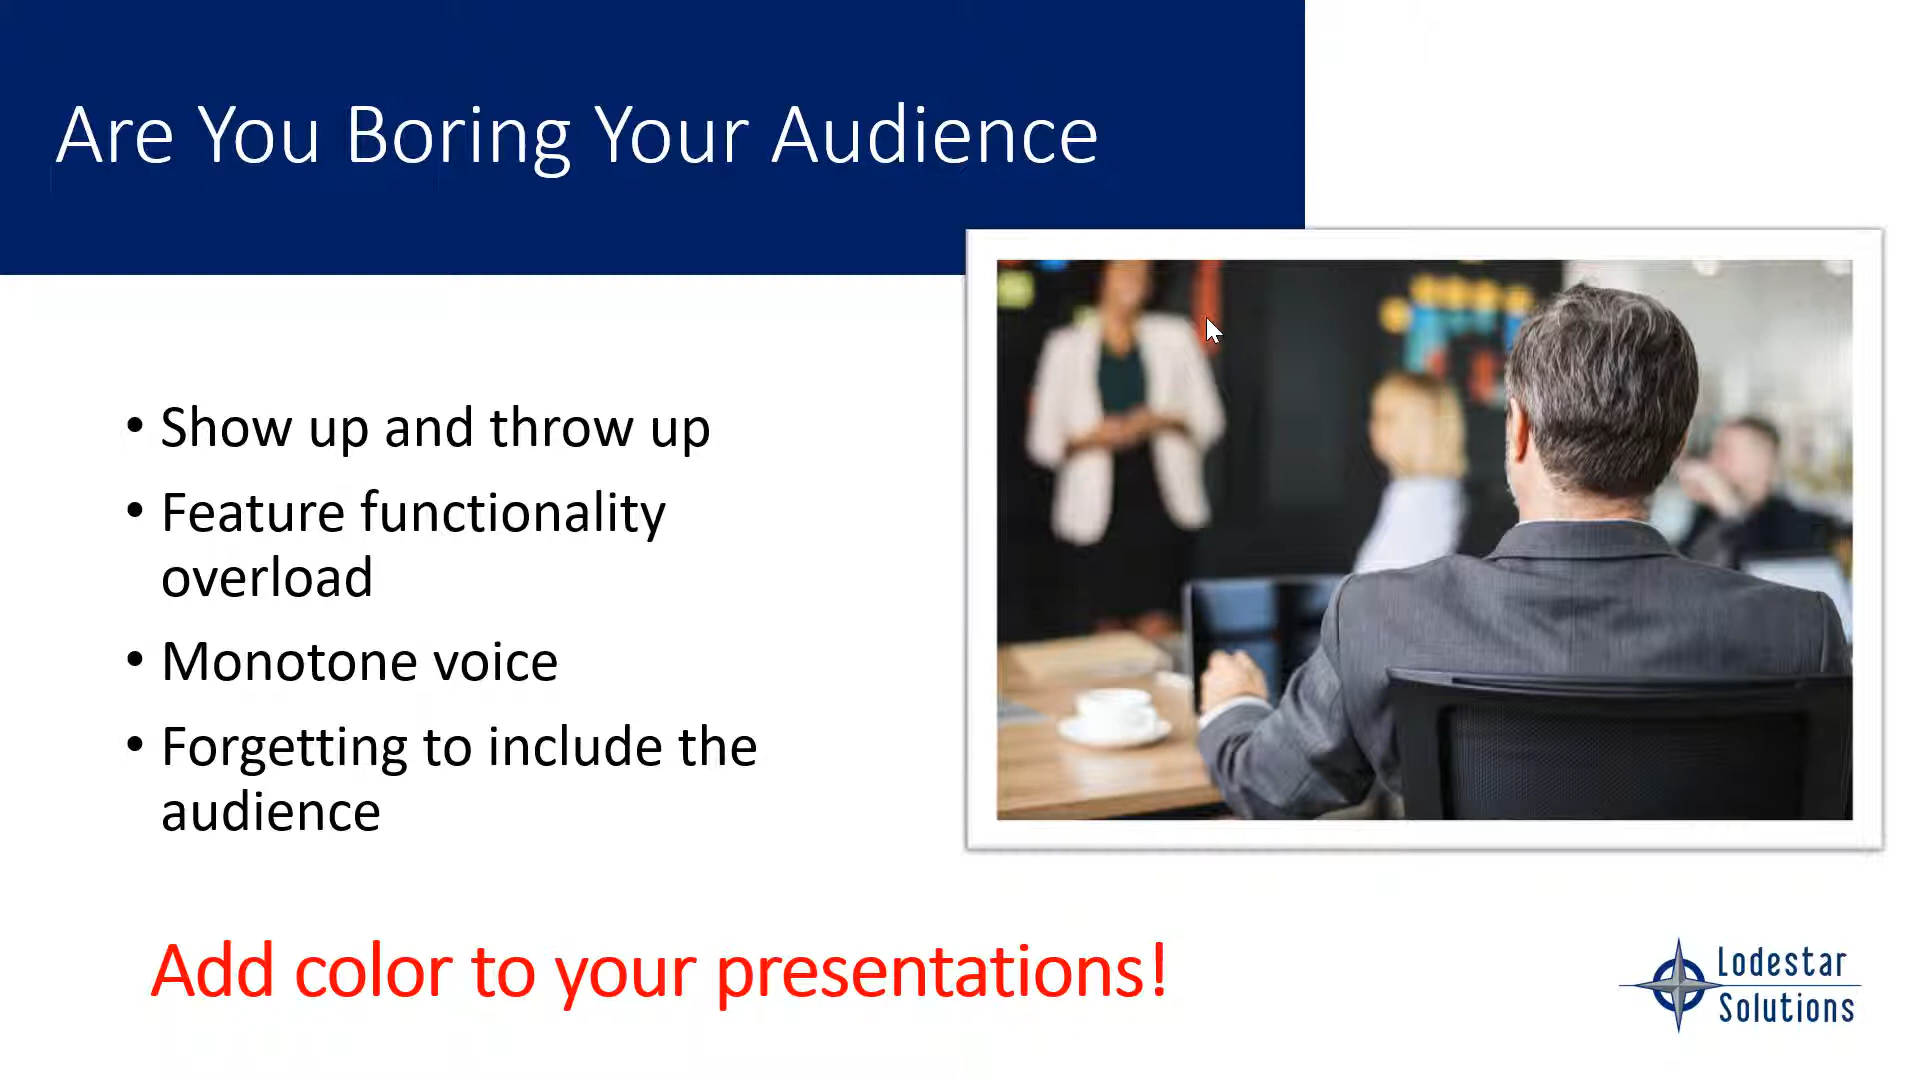 Are You Boring Your Audience
• Show up and throw up
• Feature functionality
overload
• Monotone voice
• Forgetting to include the
audience
Add color to your presentations!
Lodestar
Solutions